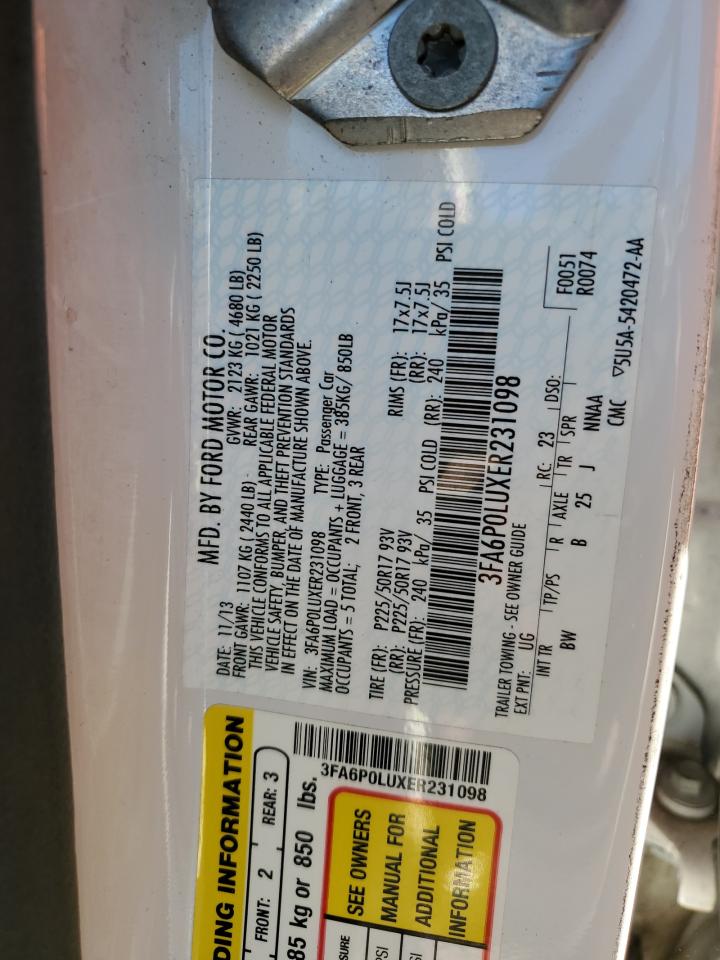 MFD. BY FORD MOTOR CO.
DATE: 11/13 GVWR: 2123 KG ( 4680 LB)
FRONT GAWR: 1107 KG ( 2440 LB) - REAR GAWR: 1021 KG ( 2250 LB)
THIS VEHICLE CONFORMS TO ALL APPLICABLE FEDERAL MOTOR
VEHICLE SAFETY, BUMPER, AND THEFT PREVENTION STANDARDS
IN EFFECT ON THE DATE OF MANUFACTURE SHOWN ABOVE.
VIN: 3FA6P0LUXER231098 TYPE: Passenger Car
MAXIMUM LOAD = OCCUPANTS + LUGGAGE = 385KG/ 850LB
OCCUPANTS = 5 TOTAL; 2 FRONT, 3 REAR
TIRE (FR): P225/50R17 93V RIMS (FR): 17x7.5J
(RR): P225/50R17 93V (RR): 17x7.5J
PRESSURE (FR): 240 kPa/ 35 PSI COLD (RR): 240 kPa/ 35 PSI COLD
3FA6P0LUXER231098
TRAILER TOWING - SEE OWNER GUIDE
EXT PNT: UG RC: 23 DSO:
INT TR TP/PS R AXLE TR SPR F0051
BW B 25 J NNAA R0074
CMC ▽5U5A-5420472-AA
DING INFORMATION
FRONT: 2 REAR: 3
85 kg or 850 lbs.
3FA6P0LUXER231098
SEE OWNERS
MANUAL FOR
ADDITIONAL
INFORMATION
SSURE
PSI
SI